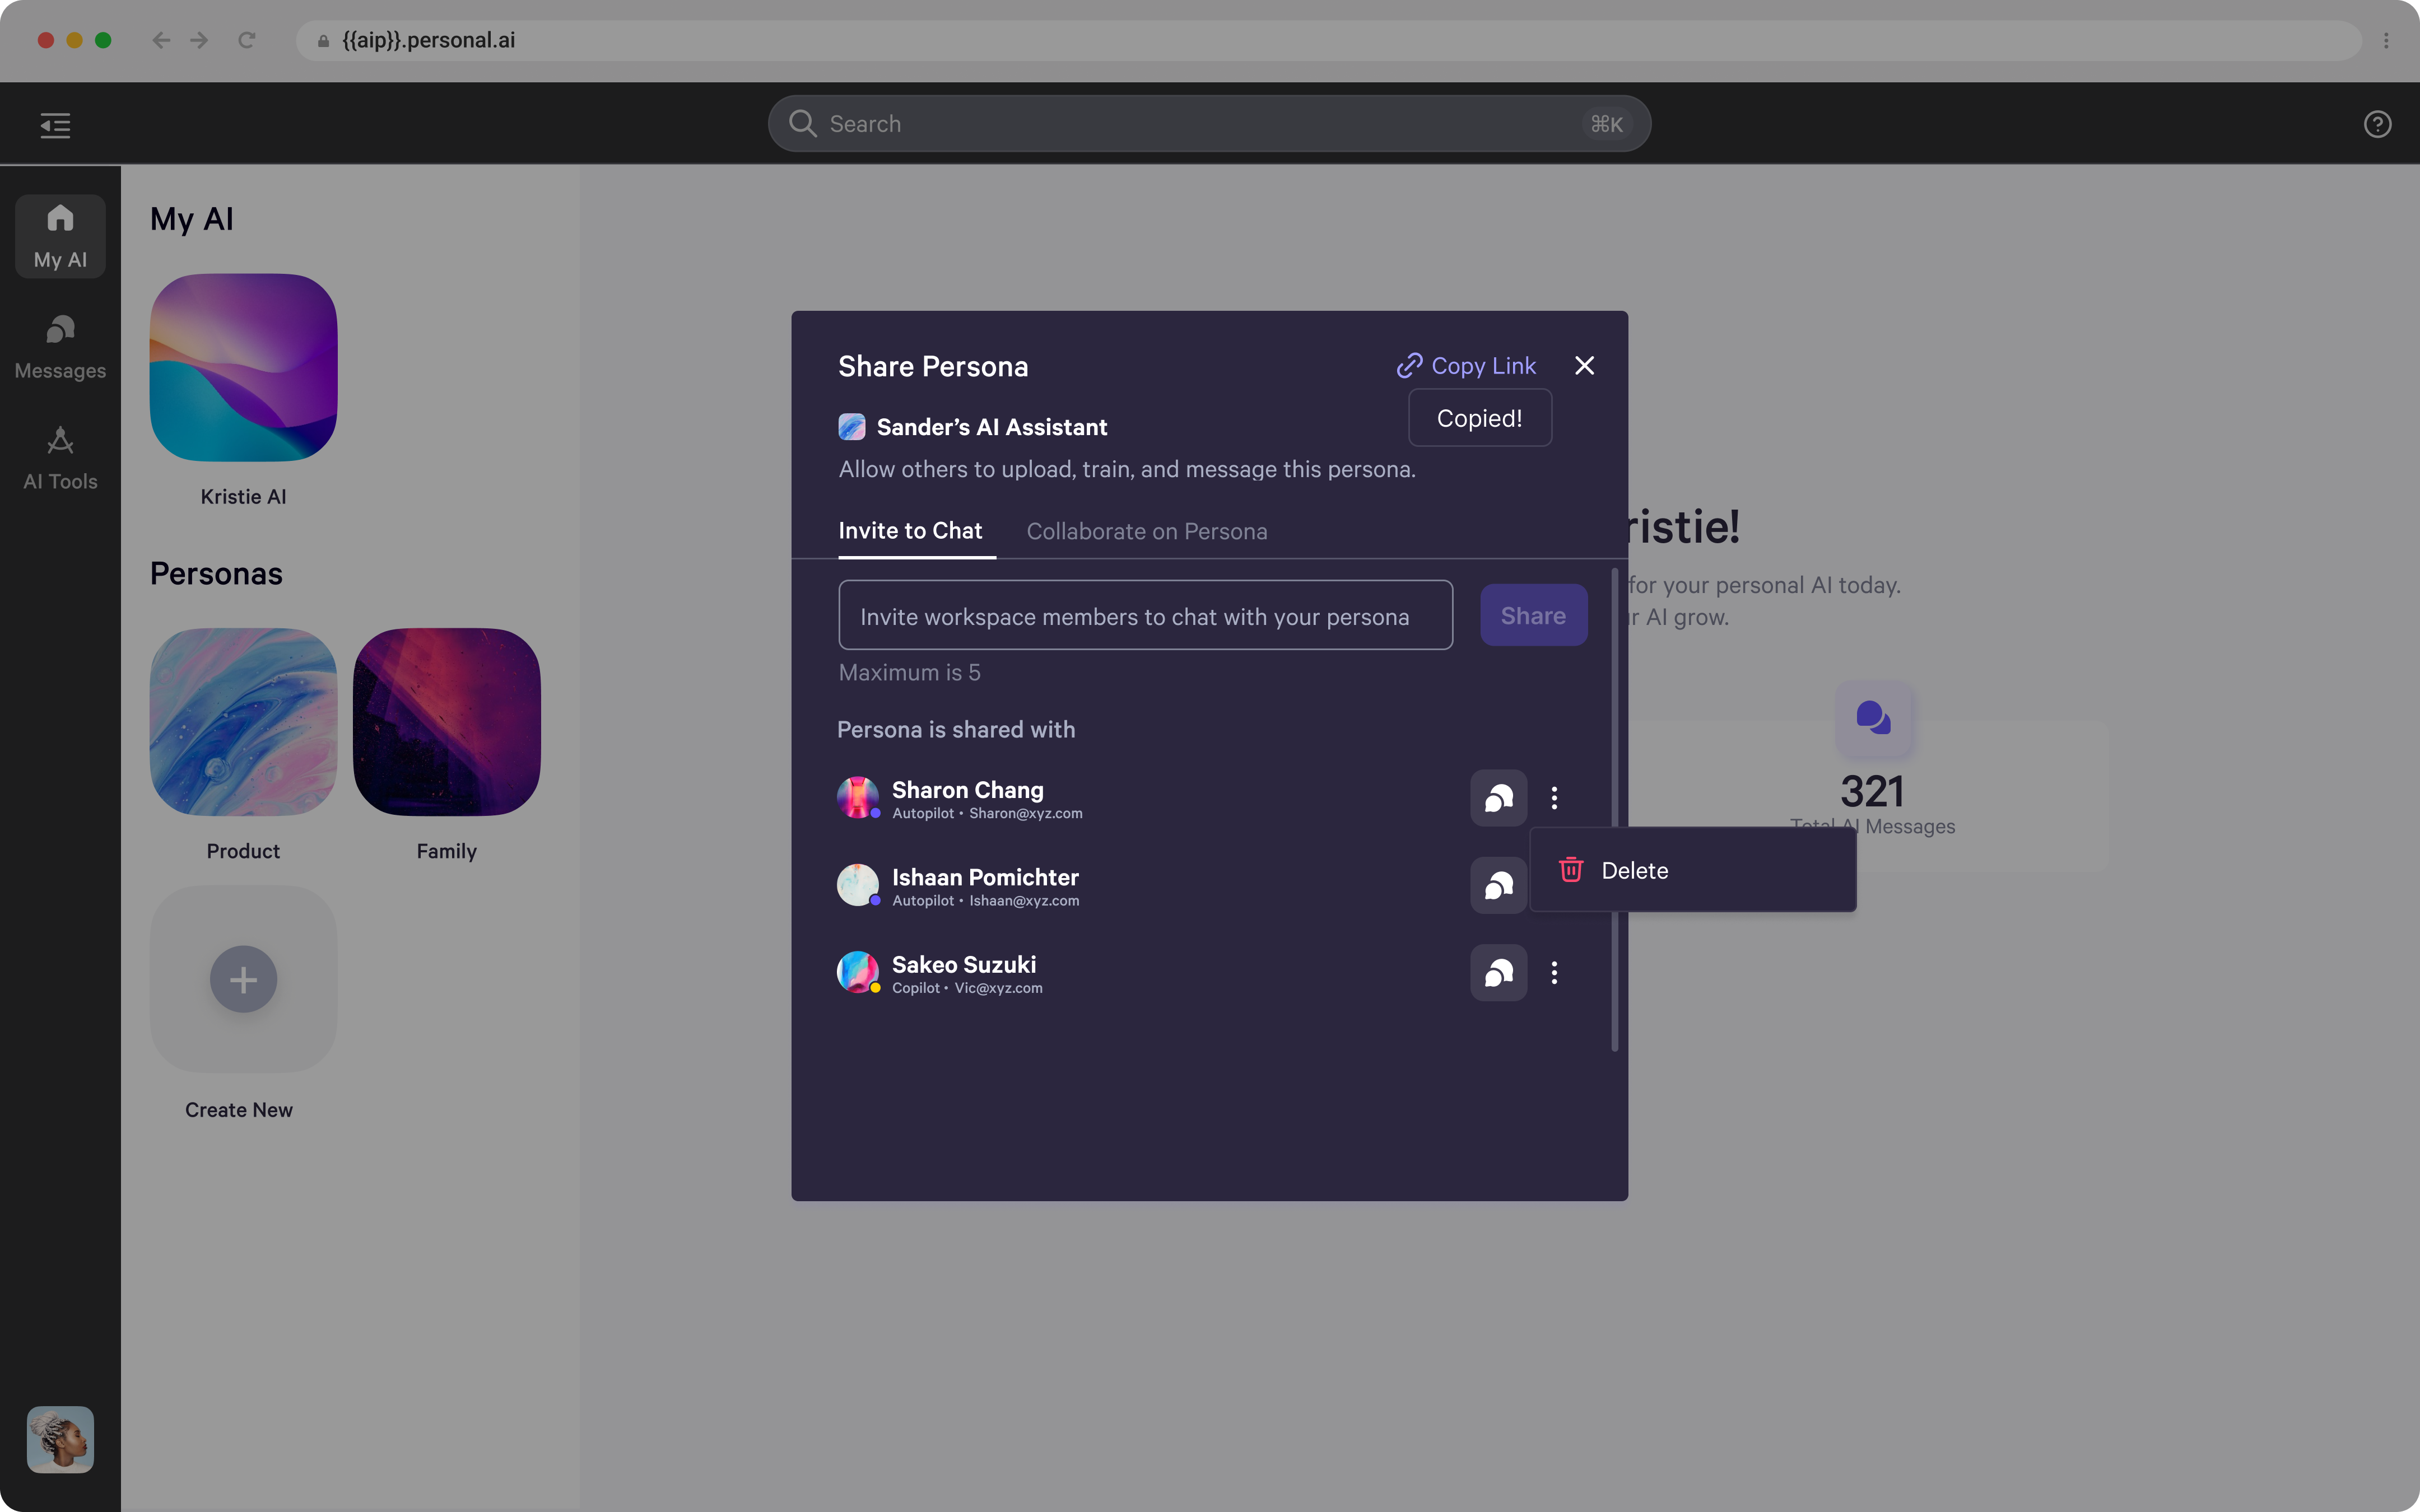 {{aip}}.personal.ai
Search
⌘K
My AI
Messages
AI Tools
My AI
Kristie AI
Personas
Product
Family
Create New
Share Persona
Copy Link
Copied!
Sander’s AI Assistant
Allow others to upload, train, and message this persona.
Invite to Chat
Collaborate on Persona
Invite workspace members to chat with your persona
Share
Maximum is 5
Persona is shared with
Sharon Chang
Autopilot • Sharon@xyz.com
Delete
Ishaan Pomichter
Autopilot • Ishaan@xyz.com
Sakeo Suzuki
Copilot • Vic@xyz.com
ristie!
for your personal AI today.
r AI grow.
321
Total AI Messages